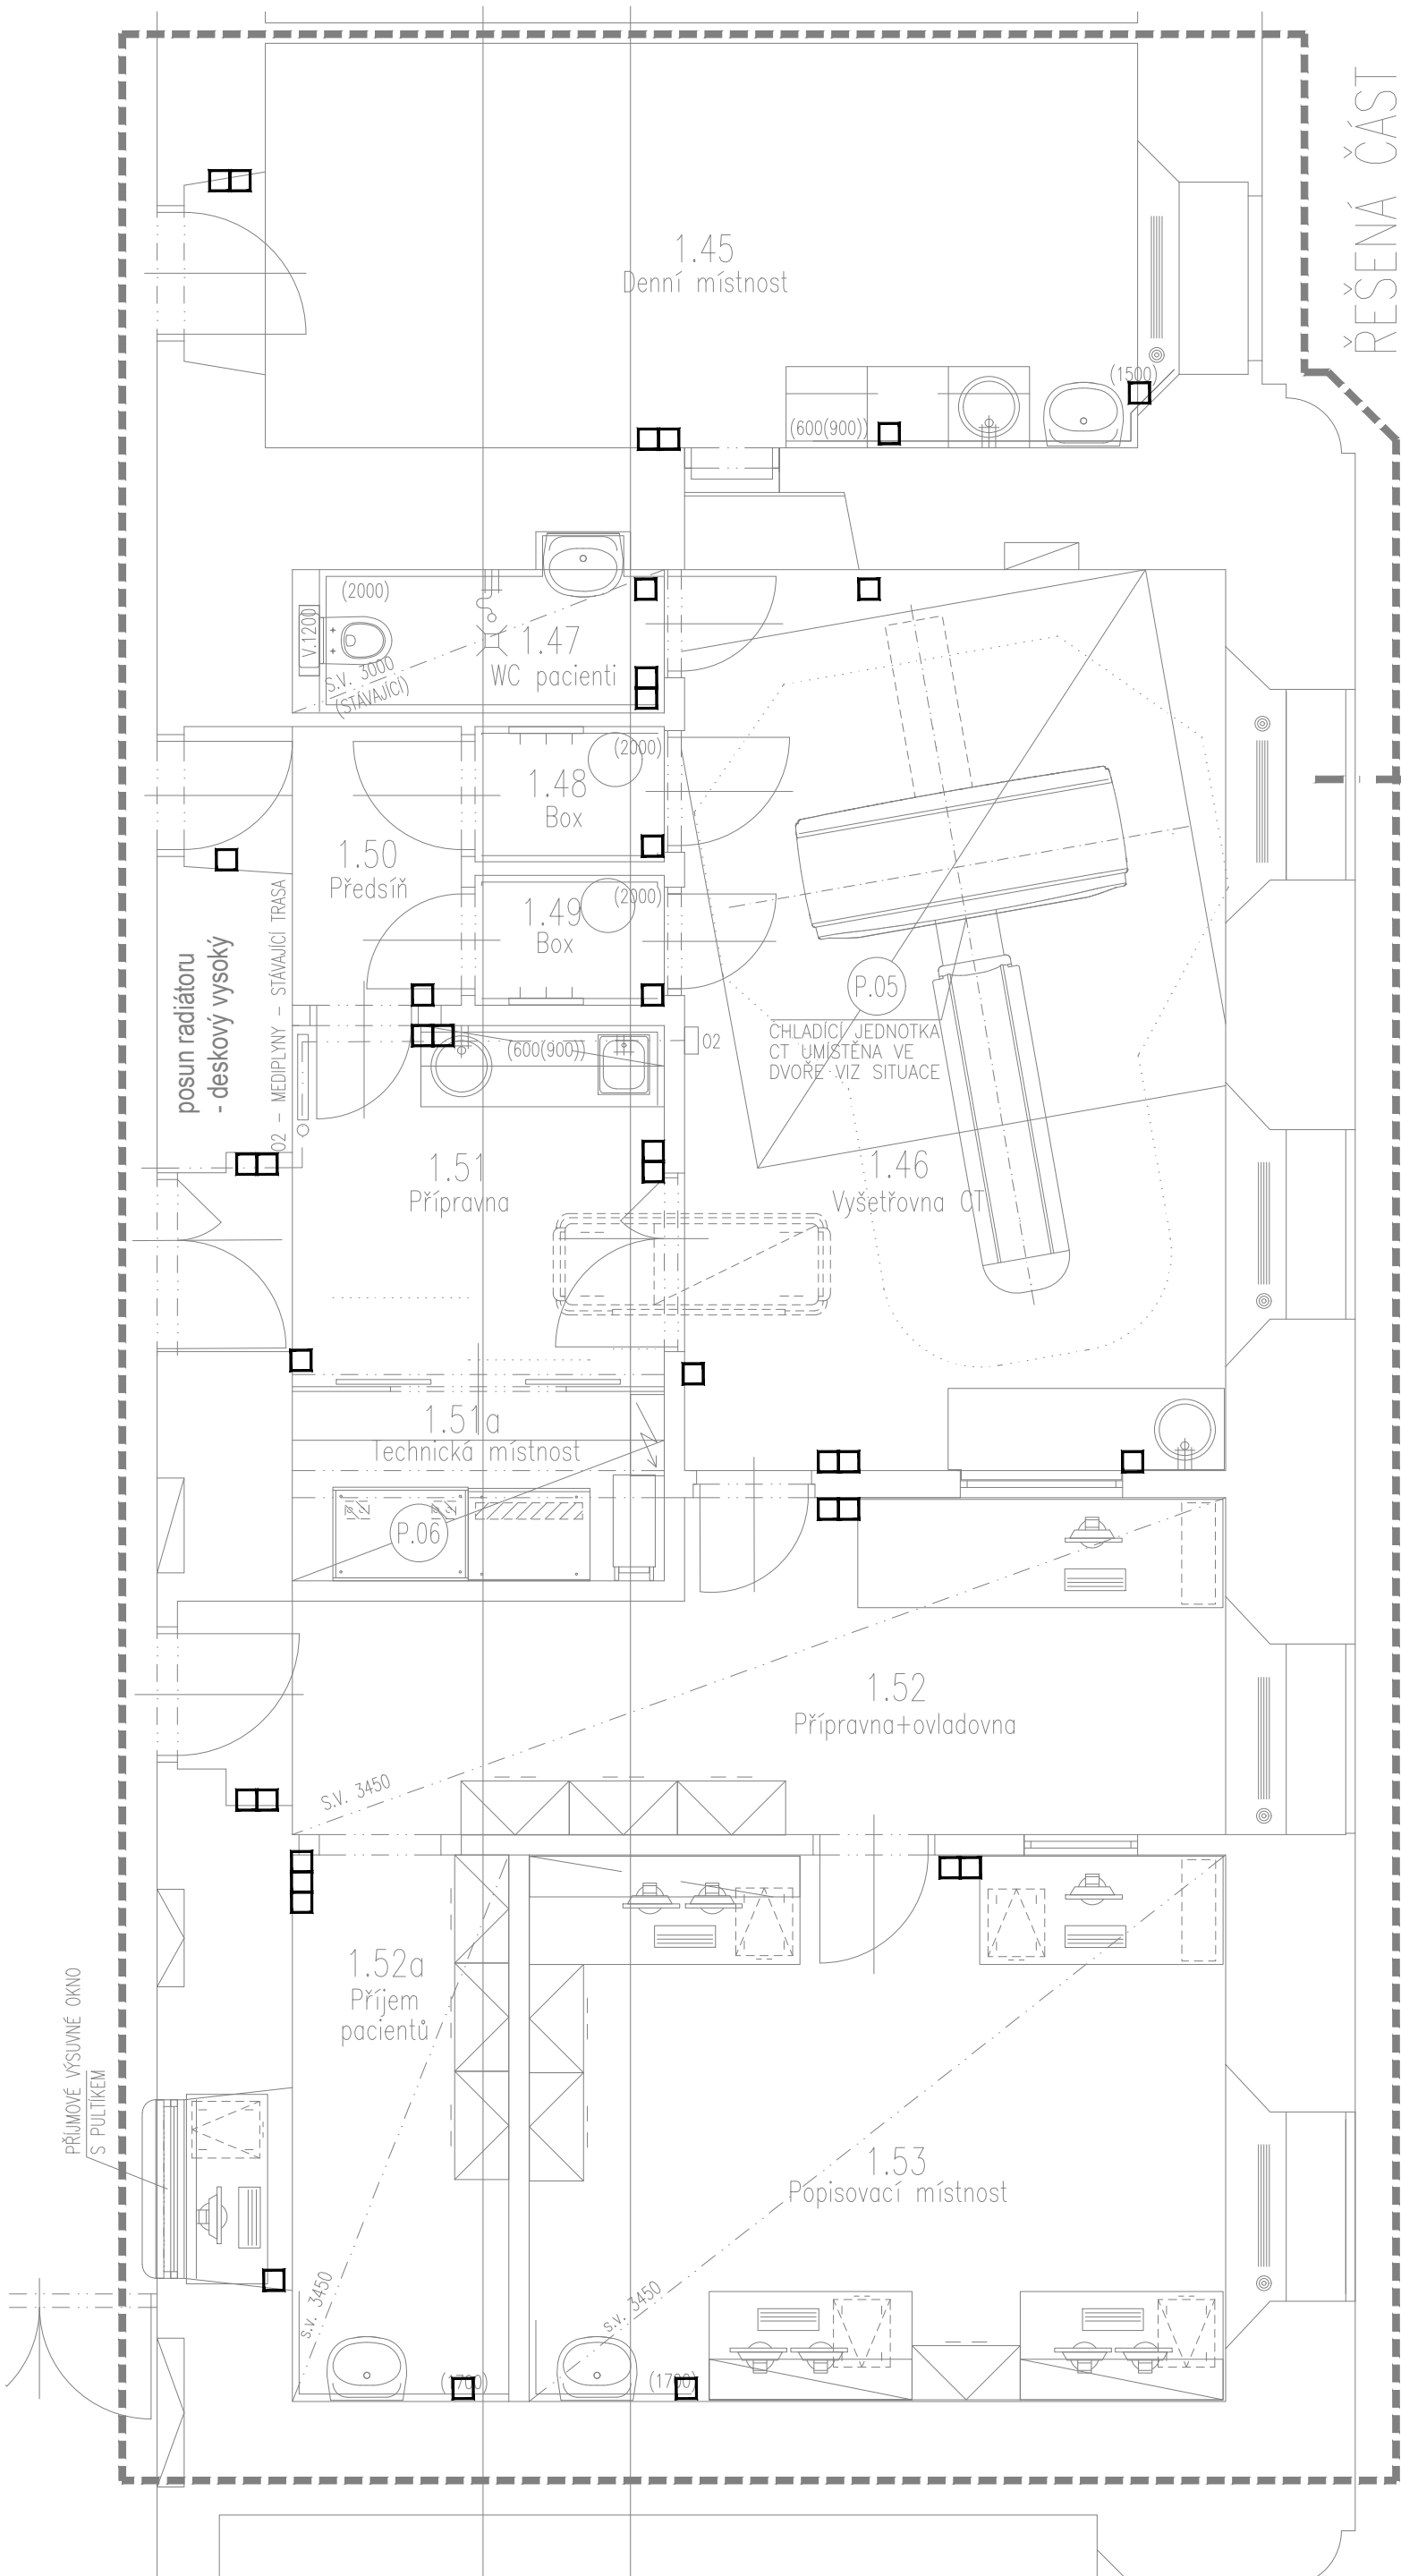 ŘEŠENÁ ČÁST
1.45
Denní místnost
(1500)
(600(900))
(2000)
V.1200
1.47
WC pacienti
S.V. 3000
(STÁVAJÍCÍ)
(2000)
1.48
Box
1.50
Předsíň
(2000)
1.49
Box
posun radiátoru
- deskový vysoký
O2 - MEDIPLYNY - STÁVAJÍCÍ TRASA
P.05
CHLADÍCÍ JEDNOTKA
CT UMÍSTĚNA VE
DVOŘE VIZ SITUACE
(600(900))
O2
1.51
Přípravna
1.46
Vyšetřovna CT
1.51a
Technická místnost
P.06
1.52
Přípravna+ovladovna
S.V. 3450
1.52a
Příjem
pacientů
PŘÍJMOVÉ VÝSUVNÉ OKNO
S PULTÍKEM
1.53
Popisovací místnost
s.v. 3450
s.v. 3450
(1700)
(1700)